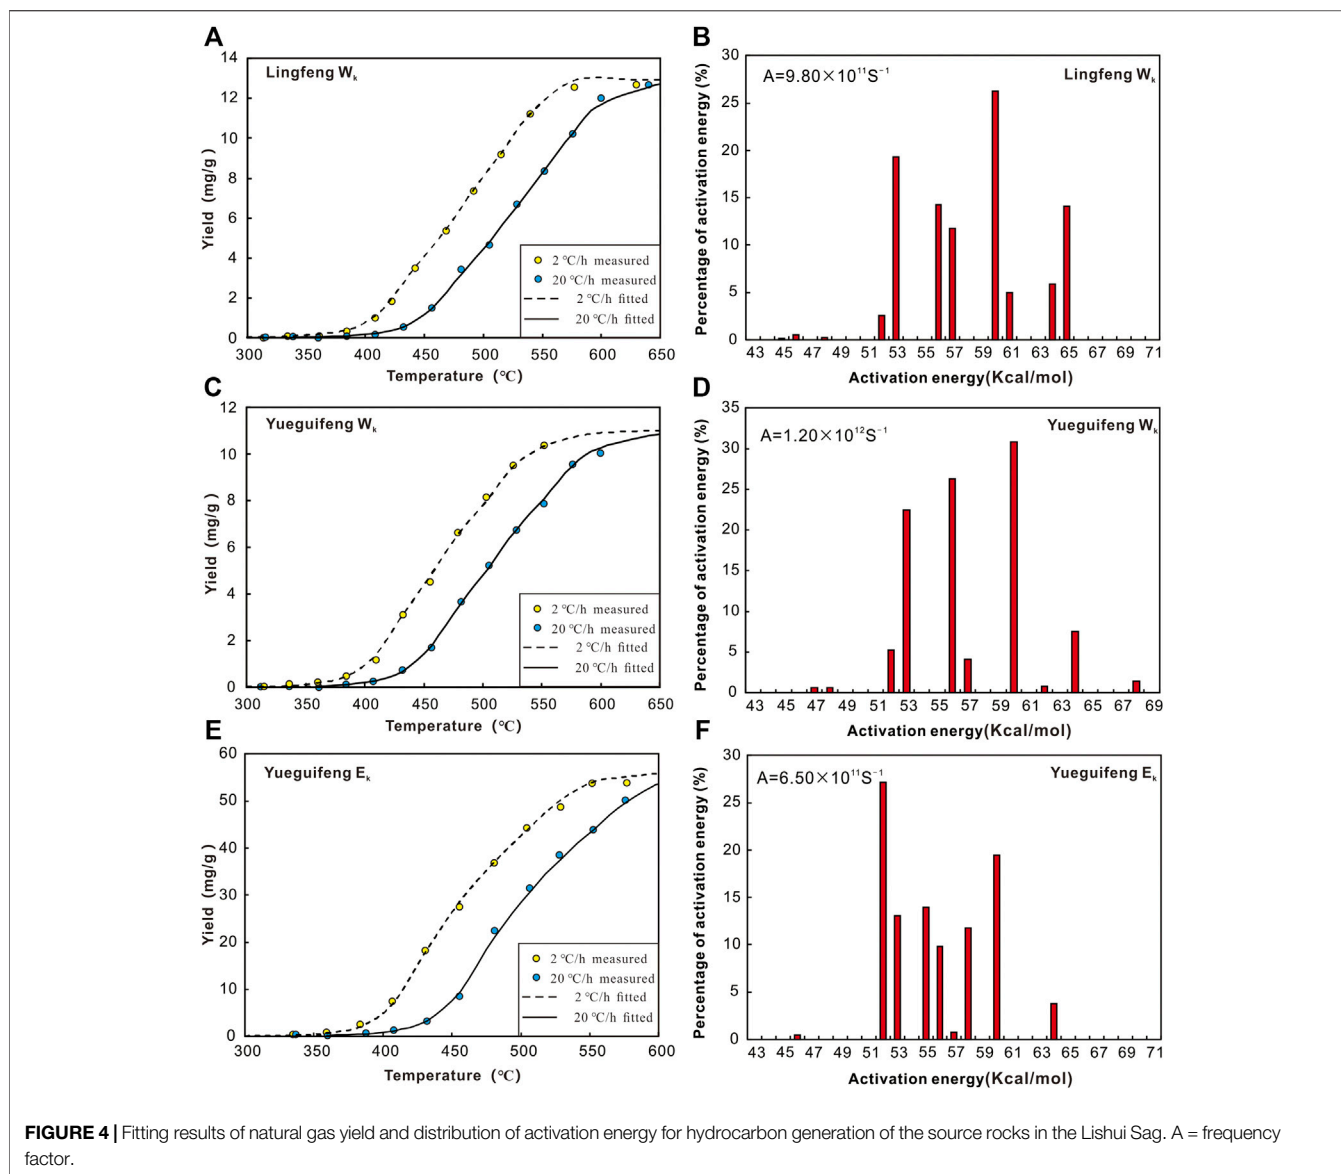 A
Lingfeng Wk
14
12
10
8
6
4
2
0
300 350 400 450 500 550 600 650
Yield (mg/g)
Temperature (℃)
2 ℃/h measured
20 ℃/h measured
2 ℃/h fitted
20 ℃/h fitted
B
A=9.80×10¹¹S⁻¹
Lingfeng Wk
30
25
20
15
10
5
0
43 45 47 49 51 53 55 57 59 61 63 65 67 69 71
Percentage of activation energy (%)
Activation energy(Kcal/mol)
C
Yueguifeng Wk
12
10
8
6
4
2
0
300 350 400 450 500 550 600 650
Yield (mg/g)
Temperature (℃)
2 ℃/h measured
20 ℃/h measured
2 ℃/h fitted
20 ℃/h fitted
D
A=1.20×10¹²S⁻¹
Yueguifeng Wk
35
30
25
20
15
10
5
0
43 45 47 49 51 53 55 57 59 61 63 65 67 69
Percentage of activation energy (%)
Activation energy(Kcal/mol)
E
Yueguifeng Ek
60
50
40
30
20
10
0
300 350 400 450 500 550 600
Yield (mg/g)
Temperature (℃)
2 ℃/h measured
20 ℃/h measured
2 ℃/h fitted
20 ℃/h fitted
F
A=6.50×10¹¹S⁻¹
Yueguifeng Ek
30
25
20
15
10
5
0
43 45 47 49 51 53 55 57 59 61 63 65 67 69 71
Percentage of activation energy (%)
Activation energy(Kcal/mol)
FIGURE 4 | Fitting results of natural gas yield and distribution of activation energy for hydrocarbon generation of the source rocks in the Lishui Sag. A = frequency
factor.